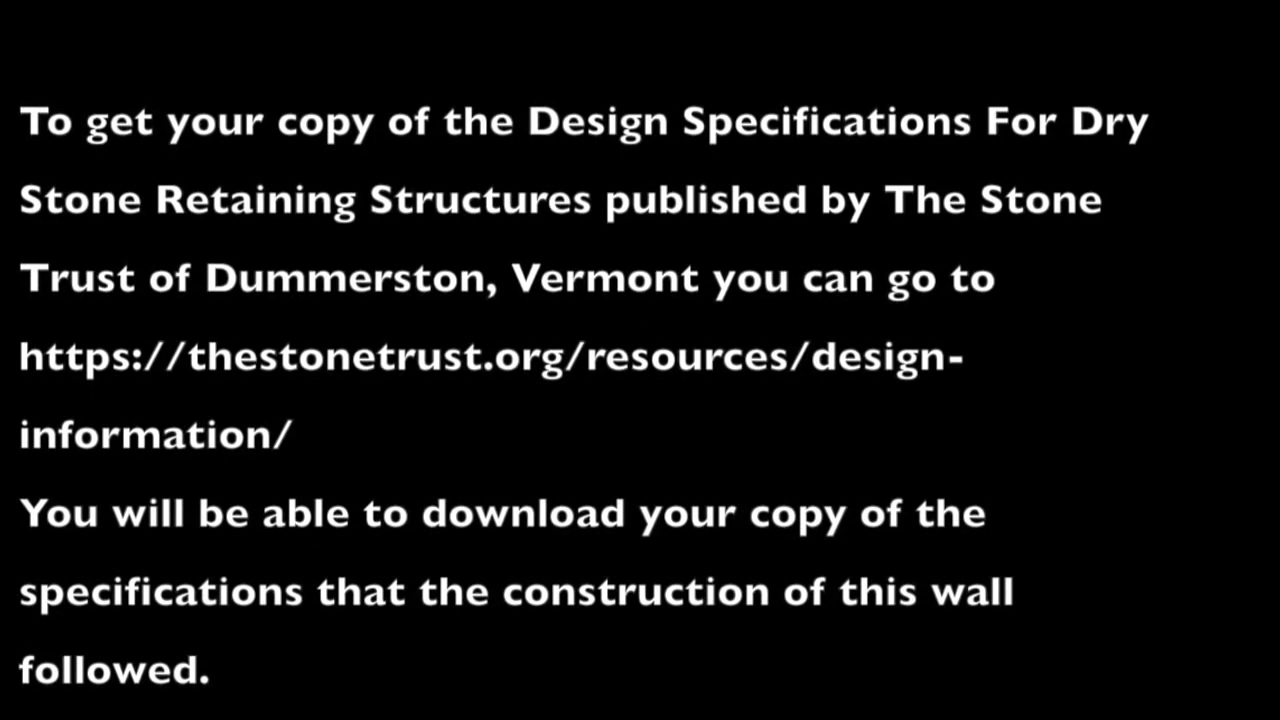 To get your copy of the Design Specifications For Dry
Stone Retaining Structures published by The Stone
Trust of Dummerston, Vermont you can go to
https://thestonetrust.org/resources/design-
information/
You will be able to download your copy of the
specifications that the construction of this wall
followed.